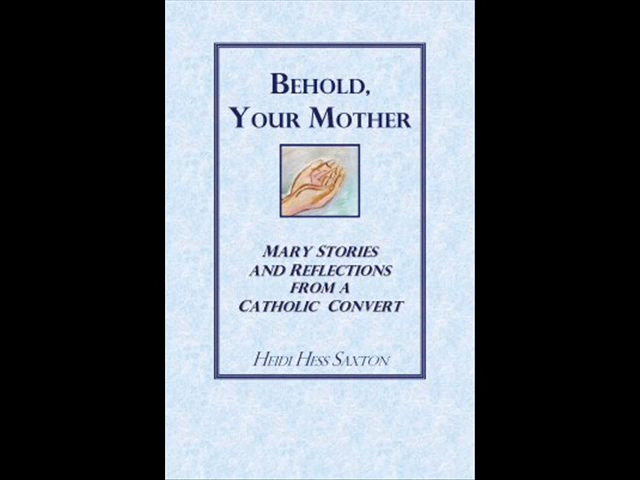 BEHOLD,
YOUR MOTHER
MARY STORIES
AND REFLECTIONS
FROM A
CATHOLIC CONVERT
HEIDI HESS SAXTON